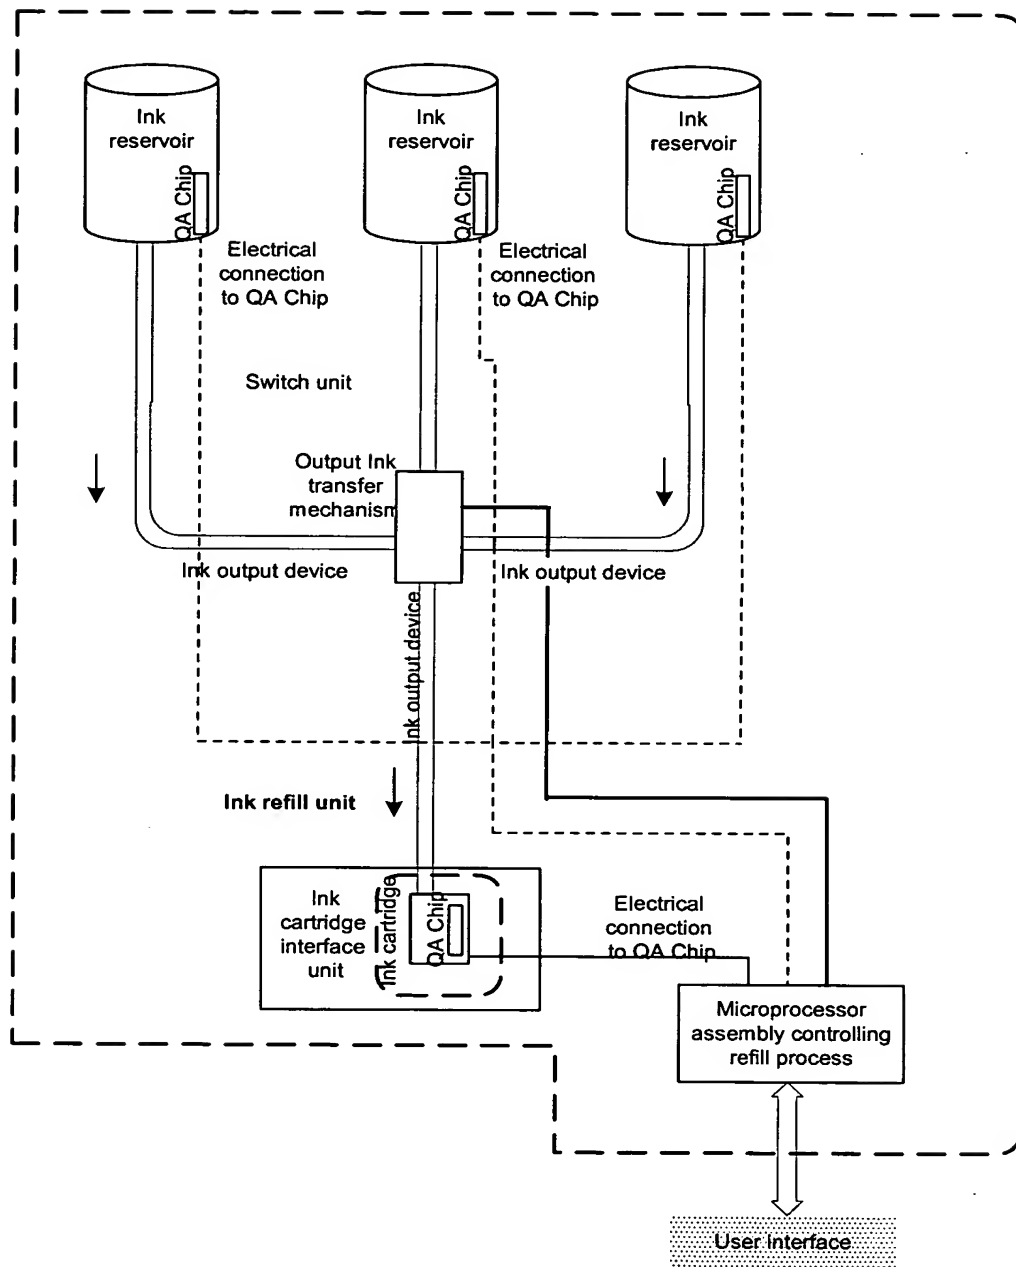 Ink
reservoir
QA Chip
Ink
reservoir
QA Chip
Ink
reservoir
QA Chip
Electrical
connection
to QA Chip
Electrical
connection
to QA Chip
Switch unit
Output Ink
transfer
mechanism
Ink output device
Ink output device
Ink output device
Ink refill unit
Ink
cartridge
interface
unit
Ink cartridge
QA Chip
Electrical
connection
to QA Chip
Microprocessor
assembly controlling
refill process
User Interface